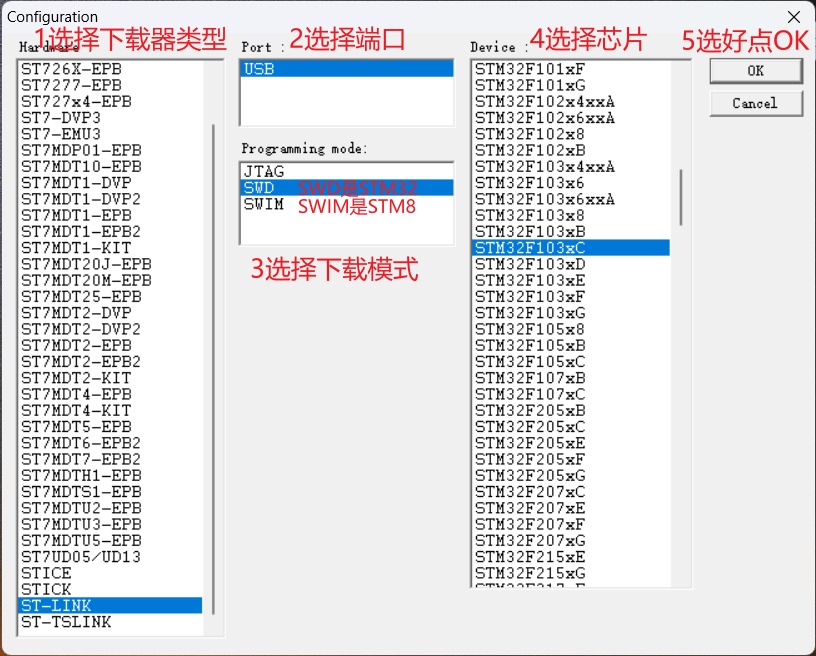 Configuration
Hardware
1选择下载器类型
ST726X-EPB
ST7277-EPB
ST727x4-EPB
ST7-DVP3
ST7-EMU3
ST7MDP01-EPB
ST7MDT10-EPB
ST7MDT1-DVP
ST7MDT1-DVP2
ST7MDT1-EPB
ST7MDT1-EPB2
ST7MDT1-KIT
ST7MDT20J-EPB
ST7MDT20M-EPB
ST7MDT25-EPB
ST7MDT2-DVP
ST7MDT2-DVP2
ST7MDT2-EPB
ST7MDT2-EPB2
ST7MDT2-KIT
ST7MDT4-EPB
ST7MDT4-KIT
ST7MDT5-EPB
ST7MDT6-EPB2
ST7MDT7-EPB2
ST7MDTH1-EPB
ST7MDTS1-EPB
ST7MDTU2-EPB
ST7MDTU3-EPB
ST7MDTU5-EPB
ST7UD05/UD13
STICE
STICK
ST-LINK
ST-TSLINK
Port :
2选择端口
USB
Programming mode:
JTAG
SWD SWD是STM32
SWIM SWIM是STM8
3选择下载模式
Device :
4选择芯片
STM32F101xF
STM32F101xG
STM32F102x4xxA
STM32F102x6xxA
STM32F102x8
STM32F102xB
STM32F103x4xxA
STM32F103x6
STM32F103x6xxA
STM32F103x8
STM32F103xB
STM32F103xC
STM32F103xD
STM32F103xE
STM32F103xF
STM32F103xG
STM32F105x8
STM32F105xB
STM32F105xC
STM32F107xB
STM32F107xC
STM32F205xB
STM32F205xC
STM32F205xE
STM32F205xF
STM32F205xG
STM32F207xC
STM32F207xE
STM32F207xF
STM32F207xG
STM32F215xE
STM32F215xG
5选好点OK
OK
Cancel